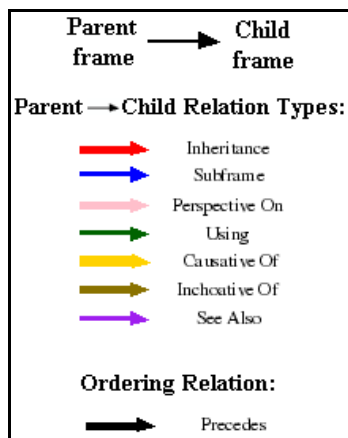 Parent frame → Child frame
Parent → Child Relation Types:
Inheritance
Subframe
Perspective On
Using
Causative Of
Inchoative Of
See Also
Ordering Relation:
Precedes